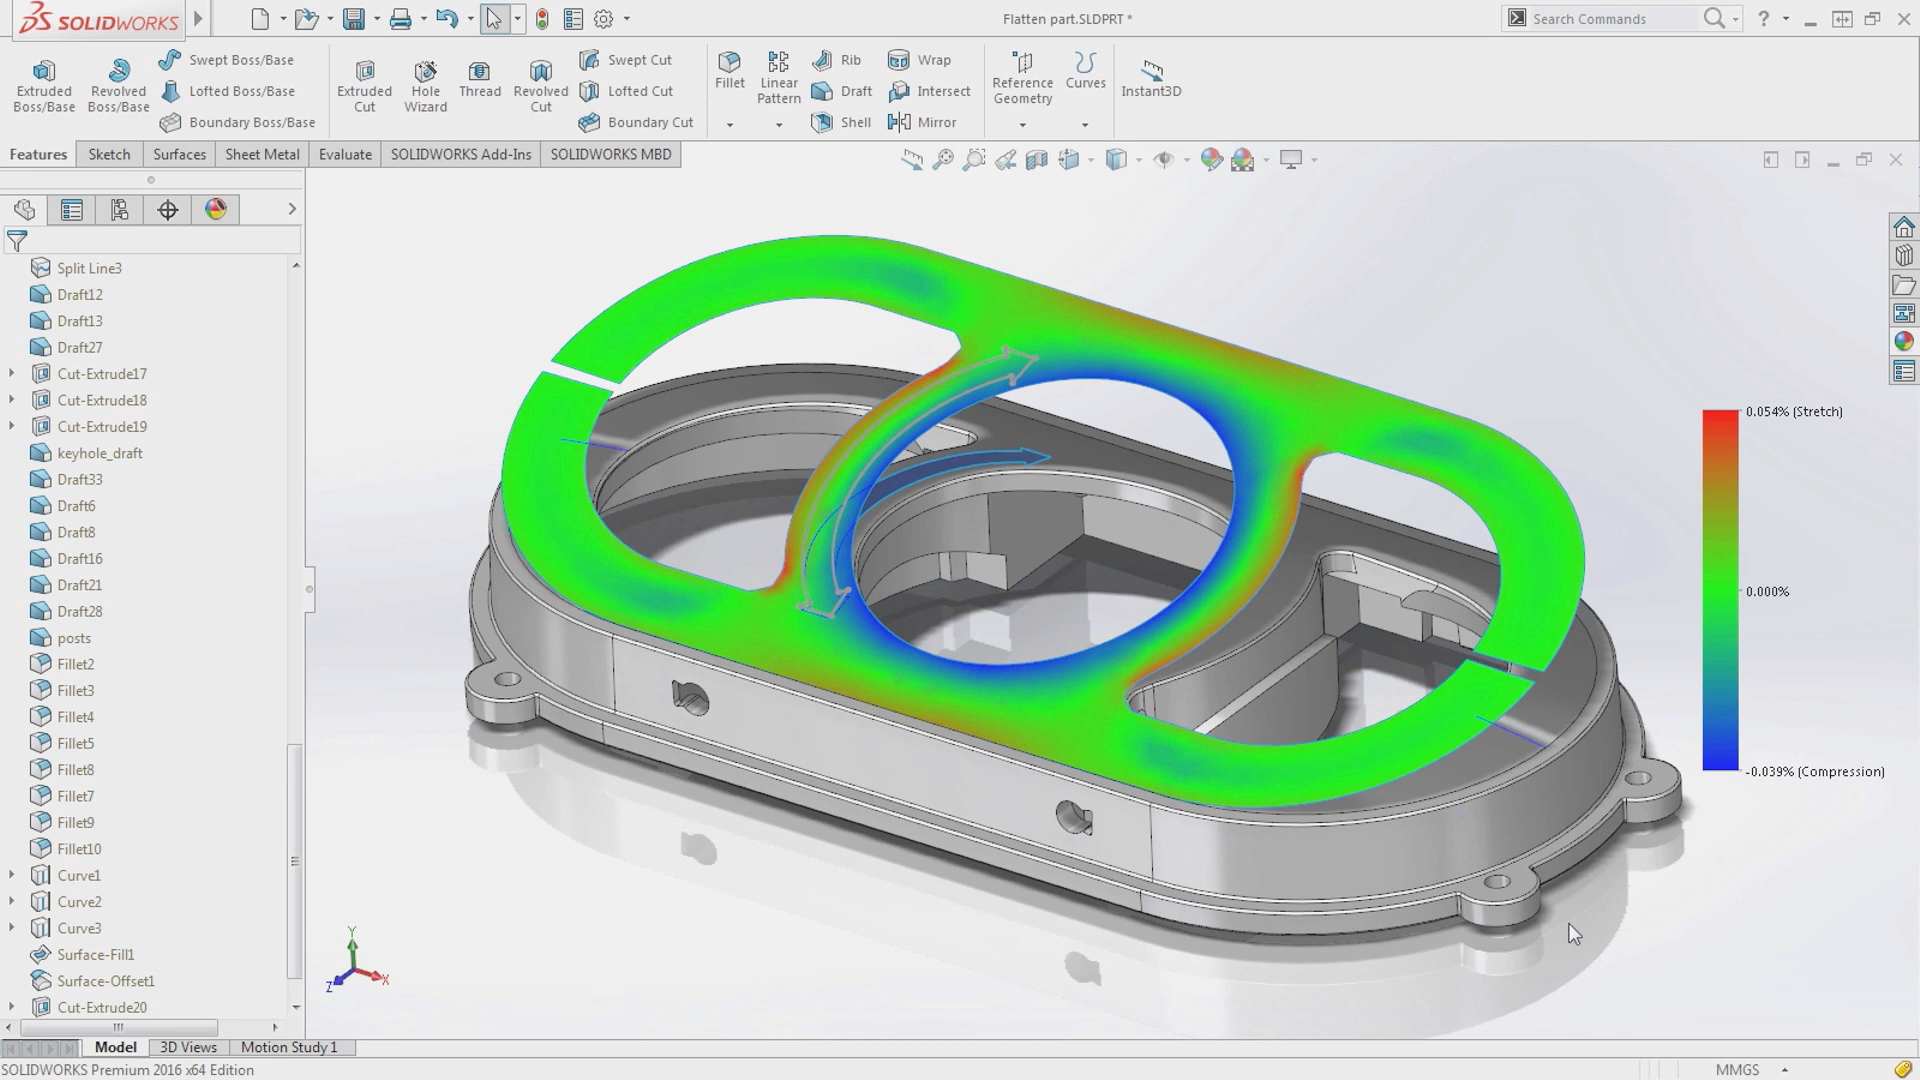 SOLIDWORKS
Flatten part.SLDPRT *
Search Commands
?
Extruded Boss/Base
Revolved Boss/Base
Swept Boss/Base
Lofted Boss/Base
Boundary Boss/Base
Extruded Cut
Hole Wizard
Thread
Revolved Cut
Swept Cut
Lofted Cut
Boundary Cut
Fillet
Linear Pattern
Rib
Draft
Shell
Wrap
Intersect
Mirror
Reference Geometry
Curves
Instant3D
Features
Sketch
Surfaces
Sheet Metal
Evaluate
SOLIDWORKS Add-Ins
SOLIDWORKS MBD
Split Line3
Draft12
Draft13
Draft27
Cut-Extrude17
Cut-Extrude18
Cut-Extrude19
keyhole_draft
Draft33
Draft6
Draft8
Draft16
Draft21
Draft28
posts
Fillet2
Fillet3
Fillet4
Fillet5
Fillet8
Fillet7
Fillet9
Fillet10
Curve1
Curve2
Curve3
Surface-Fill1
Surface-Offset1
Cut-Extrude20
0.054% (Stretch)
0.000%
-0.039% (Compression)
Y
X
Z
Model
3D Views
Motion Study 1
SOLIDWORKS Premium 2016 x64 Edition
MMGS